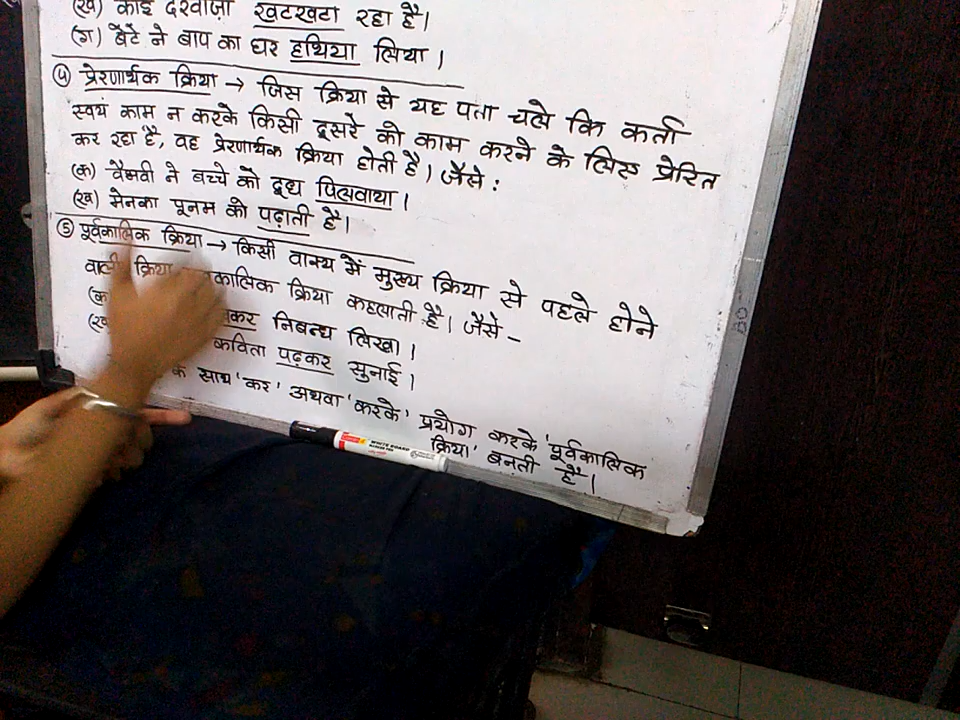 (ख) कोई दरवाज़ा खटखटा रहा है।
(ग) बेटे ने बाप का घर हथिया लिया।
④ प्रेरणार्थक क्रिया → जिस क्रिया से यह पता चले कि कर्ता
स्वयं काम न करके किसी दूसरे को काम करने के लिए प्रेरित
कर रहा है, वह प्रेरणार्थक क्रिया होती है। जैसे:
(क) वैभवी ने बच्चे को दूध पिलवाया।
(ख) मेनका पूनम को पढ़ाती है।
⑤ पूर्वकालिक क्रिया → किसी वाक्य में मुख्य क्रिया से पहले होने
वाली क्रिया कालिक क्रिया कहलाती है। जैसे –
(क) कर निबन्ध लिखा।
(ख) कविता पढ़कर सुनाई।
के साथ 'कर' अथवा 'करके' प्रयोग करके 'पूर्वकालिक
क्रिया' बनती है।
WHITE BOARD